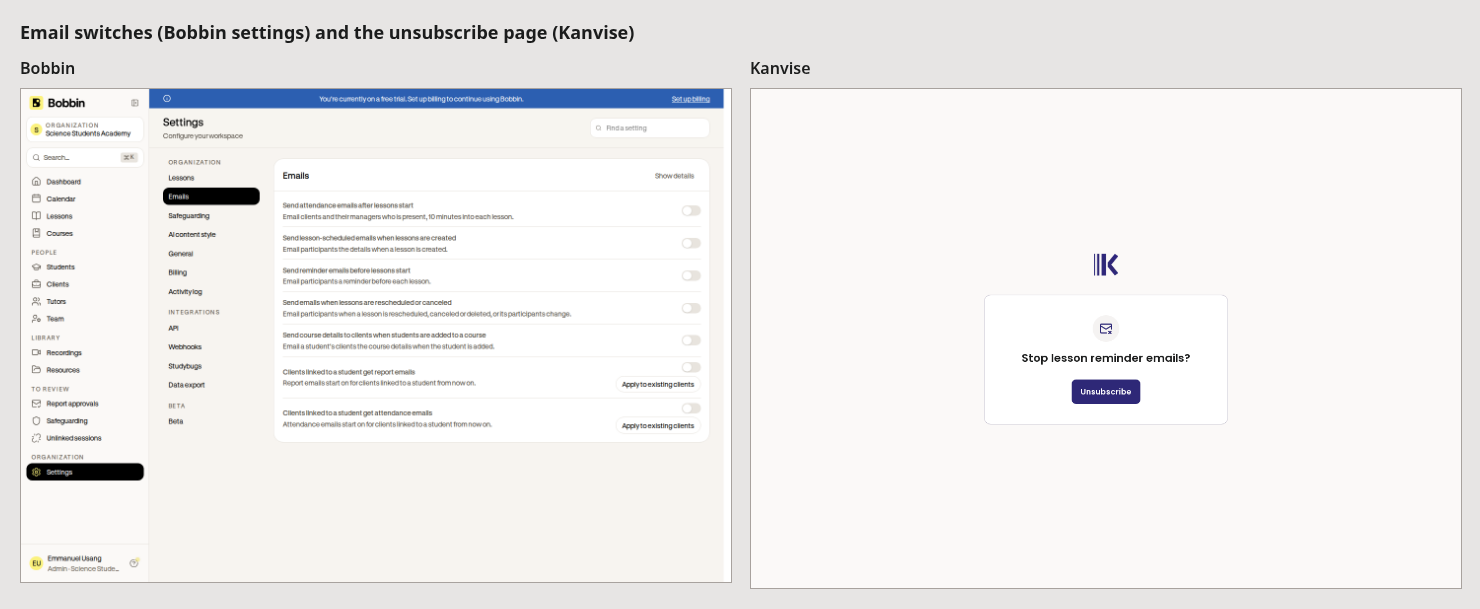 Email switches (Bobbin settings) and the unsubscribe page (Kanvise)
Bobbin
Bobbin
ORGANIZATION
S
Science Students Academy
Search...
⌘K
Dashboard
Calendar
Lessons
Courses
PEOPLE
Students
Clients
Tutors
Team
LIBRARY
Recordings
Resources
TO REVIEW
Report approvals
Safeguarding
Unlinked sessions
ORGANIZATION
Settings
EU
Emmanuel Usang
Admin · Science Stude...
You're currently on a free trial. Set up billing to continue using Bobbin.
Set up billing
Settings
Configure your workspace
Find a setting
ORGANIZATION
Lessons
Emails
Safeguarding
AI content style
General
Billing
Activity log
INTEGRATIONS
API
Webhooks
Studybugs
Data export
BETA
Beta
Emails
Show details
Send attendance emails after lessons start
Email clients and their managers who is present, 10 minutes into each lesson.
Send lesson-scheduled emails when lessons are created
Email participants the details when a lesson is created.
Send reminder emails before lessons start
Email participants a reminder before each lesson.
Send emails when lessons are rescheduled or canceled
Email participants when a lesson is rescheduled, canceled or deleted, or its participants change.
Send course details to clients when students are added to a course
Email a student's clients the course details when the student is added.
Clients linked to a student get report emails
Report emails start on for clients linked to a student from now on.
Apply to existing clients
Clients linked to a student get attendance emails
Attendance emails start on for clients linked to a student from now on.
Apply to existing clients
Kanvise
K
Stop lesson reminder emails?
Unsubscribe